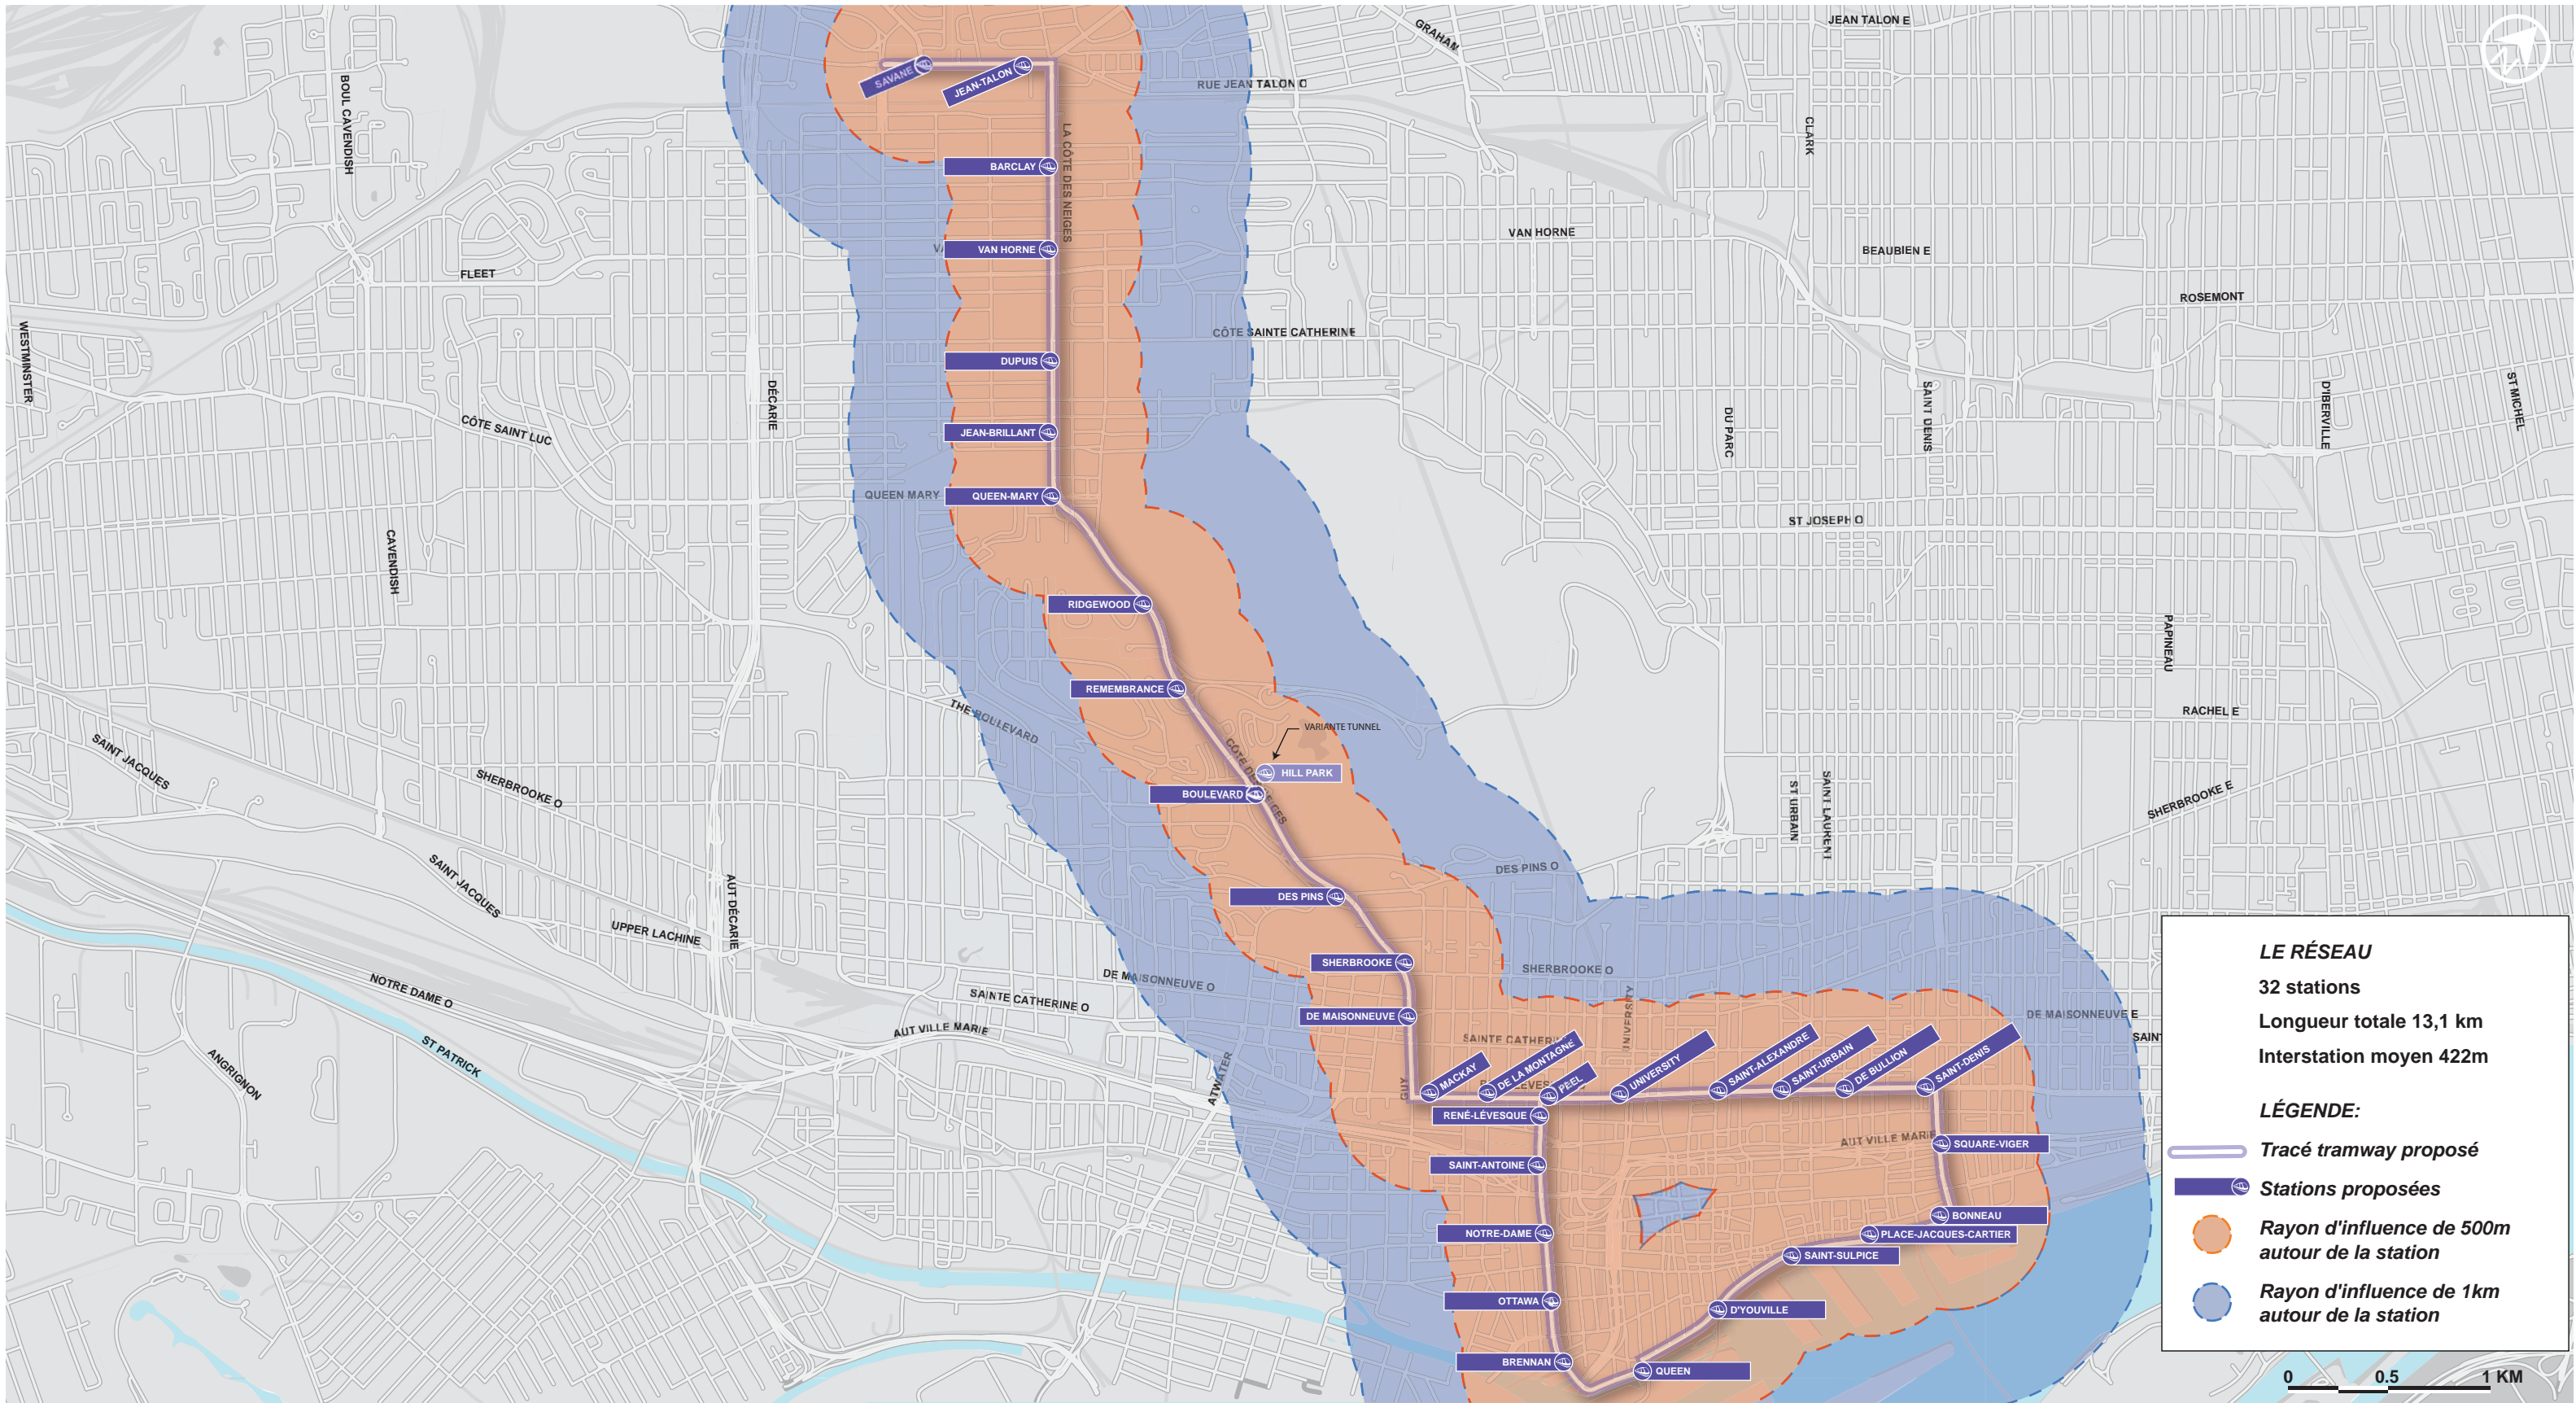 JEAN TALON E
GRAHAM
SAVANE
JEAN-TALON
RUE JEAN TALON O
BOUL CAVENDISH
LA CÔTE DES NEIGES
CLARK
BARCLAY
VAN HORNE
VAN HORNE
BEAUBIEN E
FLEET
ROSEMONT
WESTMINSTER
CÔTE SAINTE CATHERINE
DUPUIS
DÉCARIE
DU PARC
SAINT DENIS
D'IBERVILLE
ST MICHEL
CÔTE SAINT LUC
JEAN-BRILLANT
QUEEN MARY
QUEEN-MARY
ST JOSEPH O
CAVENDISH
RIDGEWOOD
PAPINEAU
REMEMBRANCE
THE BOULEVARD
RACHEL E
VARIANTE TUNNEL
SAINT JACQUES
CÔTE DES NEIGES
HILL PARK
BOULEVARD
SHERBROOKE O
ST URBAIN
SAINT LAURENT
SHERBROOKE E
SAINT JACQUES
DES PINS O
DES PINS
AUT DÉCARIE
UPPER LACHINE
SHERBROOKE
SHERBROOKE O
DE MAISONNEUVE O
NOTRE DAME O
SAINTE CATHERINE O
UNIVERSITY
DE MAISONNEUVE
DE MAISONNEUVE E
AUT VILLE MARIE
SAINT
ST PATRICK
ANGRIGNON
ATWATER
GUY
MACKAY
DE LA MONTAGNE
PEEL
UNIVERSITY
SAINT-ALEXANDRE
SAINT-URBAIN
DE BULLION
SAINT-DENIS
RENÉ-LÉVESQUE
AUT VILLE MARIE
SQUARE-VIGER
SAINT-ANTOINE
BONNEAU
NOTRE-DAME
PLACE-JACQUES-CARTIER
SAINT-SULPICE
OTTAWA
D'YOUVILLE
BRENNAN
QUEEN
LE RÉSEAU
32 stations
Longueur totale 13,1 km
Interstation moyen 422m
LÉGENDE:
Tracé tramway proposé
Stations proposées
Rayon d'influence de 500m
autour de la station
Rayon d'influence de 1km
autour de la station
0 0.5 1 KM